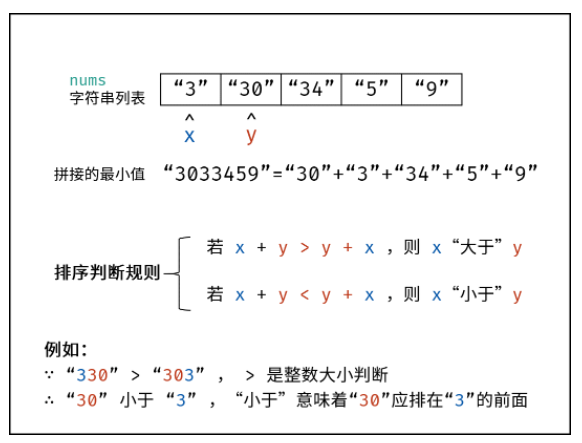 nums
字符串列表 “3” “30” “34” “5” “9”
^ ^
x y
拼接的最小值 “3033459”=“30”+“3”+“34”+“5”+“9”
若 x + y > y + x ，则 x “大于” y
排序判断规则
若 x + y < y + x ，则 x “小于” y
例如：
∵ “330” > “303” ， > 是整数大小判断
∴ “30” 小于 “3” ，“小于” 意味着“30”应排在“3”的前面